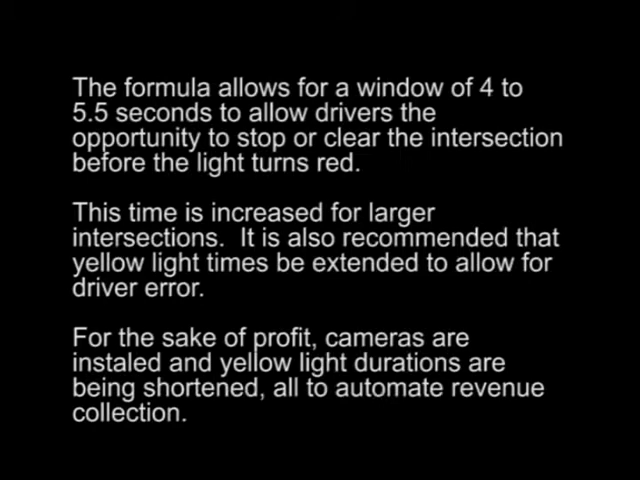 The formula allows for a window of 4 to
5.5 seconds to allow drivers the
opportunity to stop or clear the intersection
before the light turns red.
This time is increased for larger
intersections.  It is also recommended that
yellow light times be extended to allow for
driver error.
For the sake of profit, cameras are
instaled and yellow light durations are
being shortened, all to automate revenue
collection.